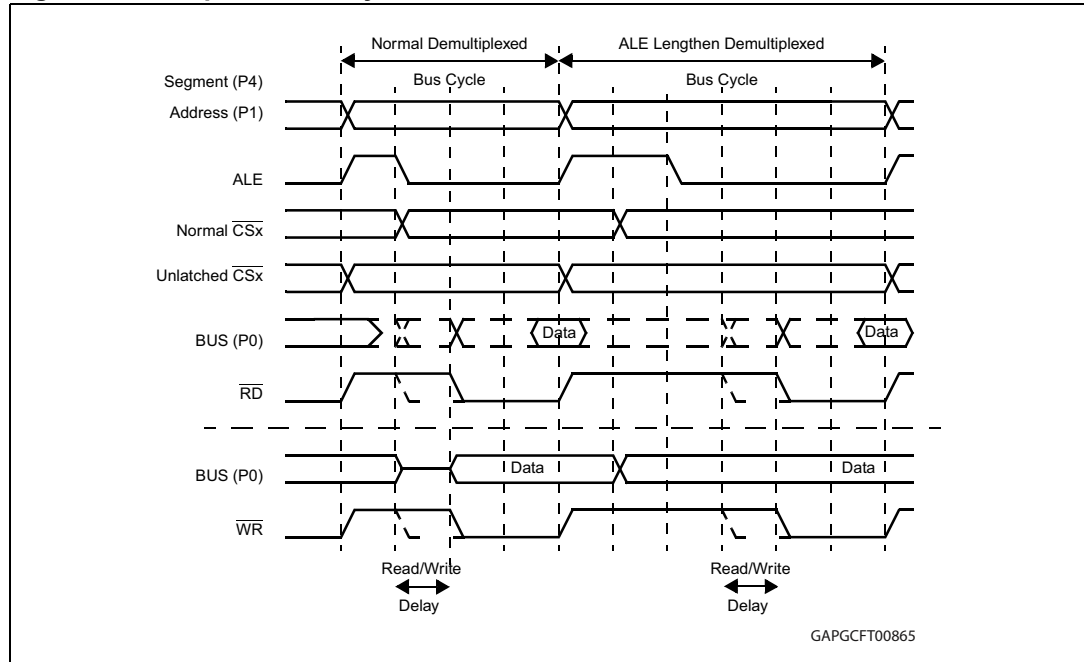 Normal Demultiplexed
ALE Lengthen Demultiplexed
Segment (P4)
Bus Cycle
Bus Cycle
Address (P1)
ALE
Normal CSx
Unlatched CSx
BUS (P0)
Data
Data
RD
BUS (P0)
Data
Data
WR
Read/Write
Read/Write
Delay
Delay
GAPGCFT00865